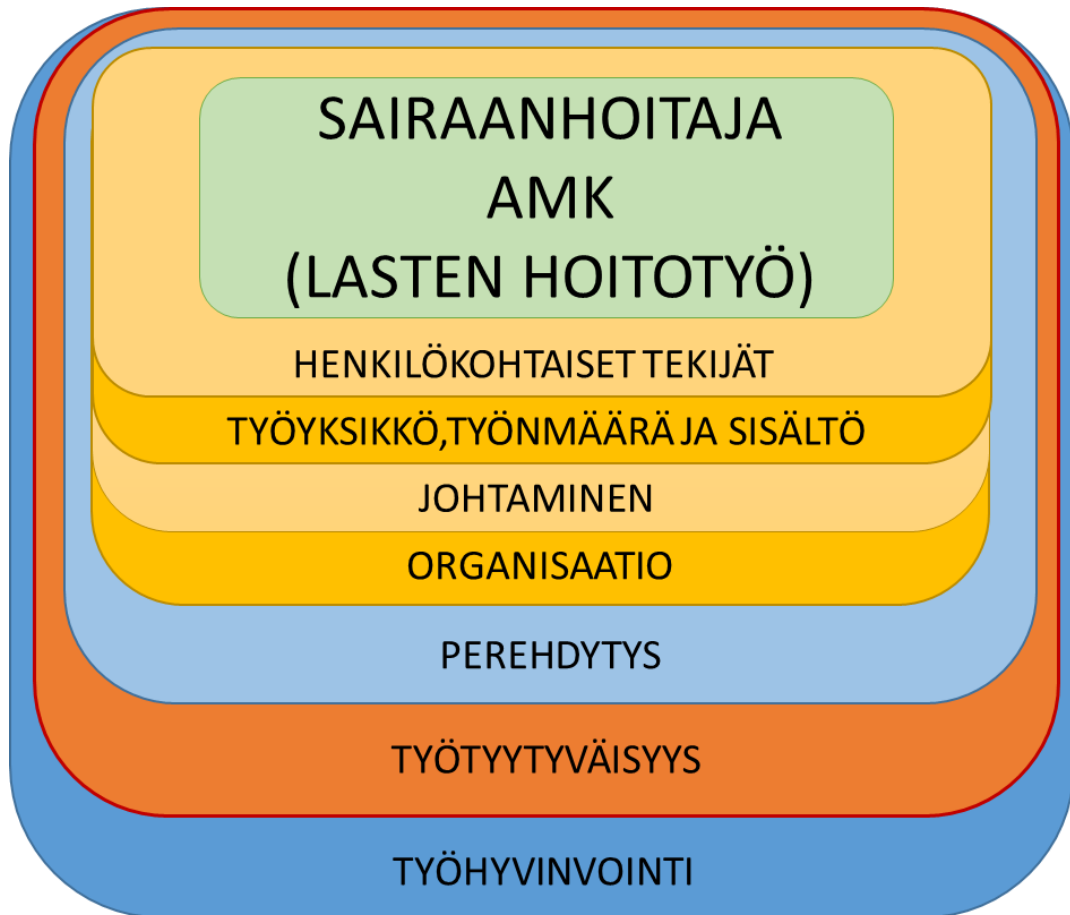 SAIRAANHOITAJA
AMK
(LASTEN HOITOTYÖ)
HENKILÖKOHTAISET TEKIJÄT
TYÖYKSIKKÖ,TYÖNMÄÄRÄ JA SISÄLTÖ
JOHTAMINEN
ORGANISAATIO
PEREHDYTYS
TYÖTYYTYVÄISYYS
TYÖHYVINVOINTI